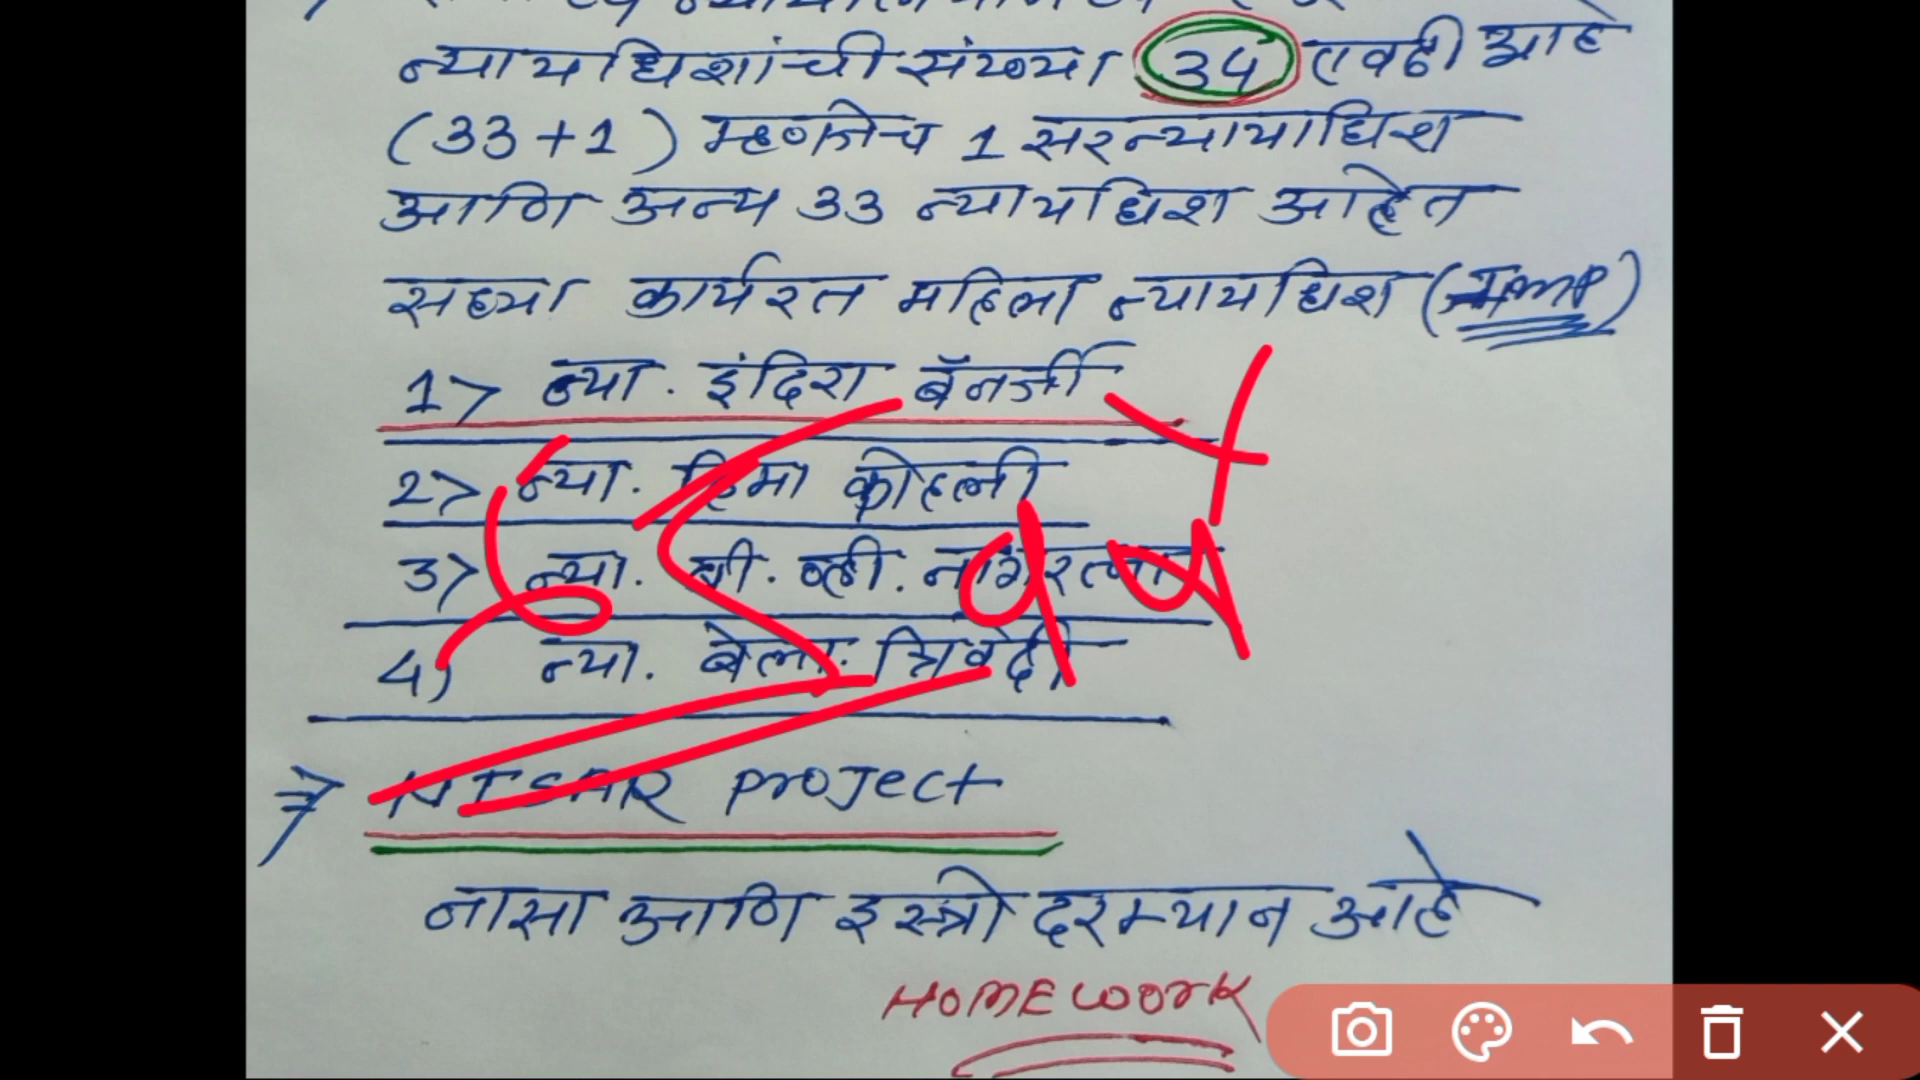 न्यायधिशांची संख्या 34 एवढी आहे
(33+1) म्हणजेच 1 सरन्यायाधिश
आणि अन्य 33 न्यायधिश आहेत
सध्या कार्यरत महिला न्यायधिश (Imp)
1> न्या. इंदिरा बॅनर्जी
2> न्या. हिमा कोहली
3> न्या. बी. व्ही. नागरत्ना
4) न्या. बेला. त्रिवेदी
⇒ NISAR Project
नासा आणि इस्त्रो दरम्यान आहे
HOMEWORK